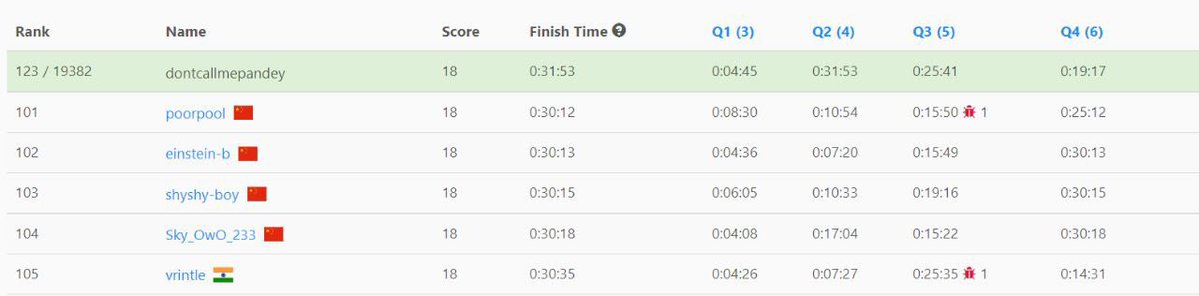 Rank Name Score Finish Time ? Q1 (3) Q2 (4) Q3 (5) Q4 (6)
123 / 19382 dontcallmepandey 18 0:31:53 0:04:45 0:31:53 0:25:41 0:19:17
101 poorpool 18 0:30:12 0:08:30 0:10:54 0:15:50 1 0:25:12
102 einstein-b 18 0:30:13 0:04:36 0:07:20 0:15:49 0:30:13
103 shyshy-boy 18 0:30:15 0:06:05 0:10:33 0:19:16 0:30:15
104 Sky_OwO_233 18 0:30:18 0:04:08 0:17:04 0:15:22 0:30:18
105 vrintle 18 0:30:35 0:04:26 0:07:27 0:25:35 1 0:14:31